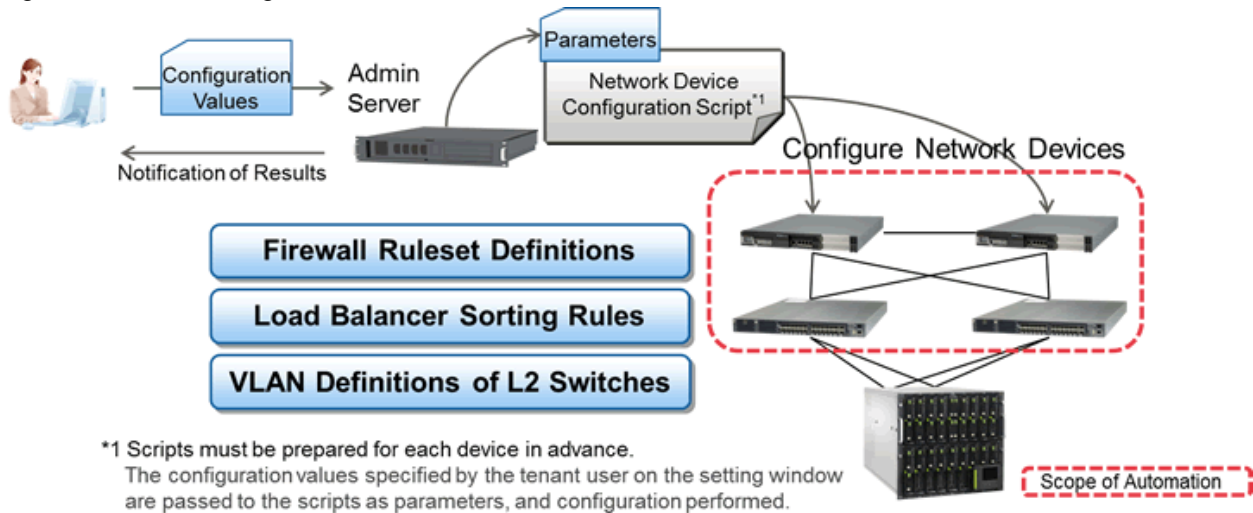 Parameters
Configuration
Values
Admin
Server
Network Device
Configuration Script*1
Notification of Results
Configure Network Devices
Firewall Ruleset Definitions
Load Balancer Sorting Rules
VLAN Definitions of L2 Switches
*1 Scripts must be prepared for each device in advance.
The configuration values specified by the tenant user on the setting window
are passed to the scripts as parameters, and configuration performed.
Scope of Automation